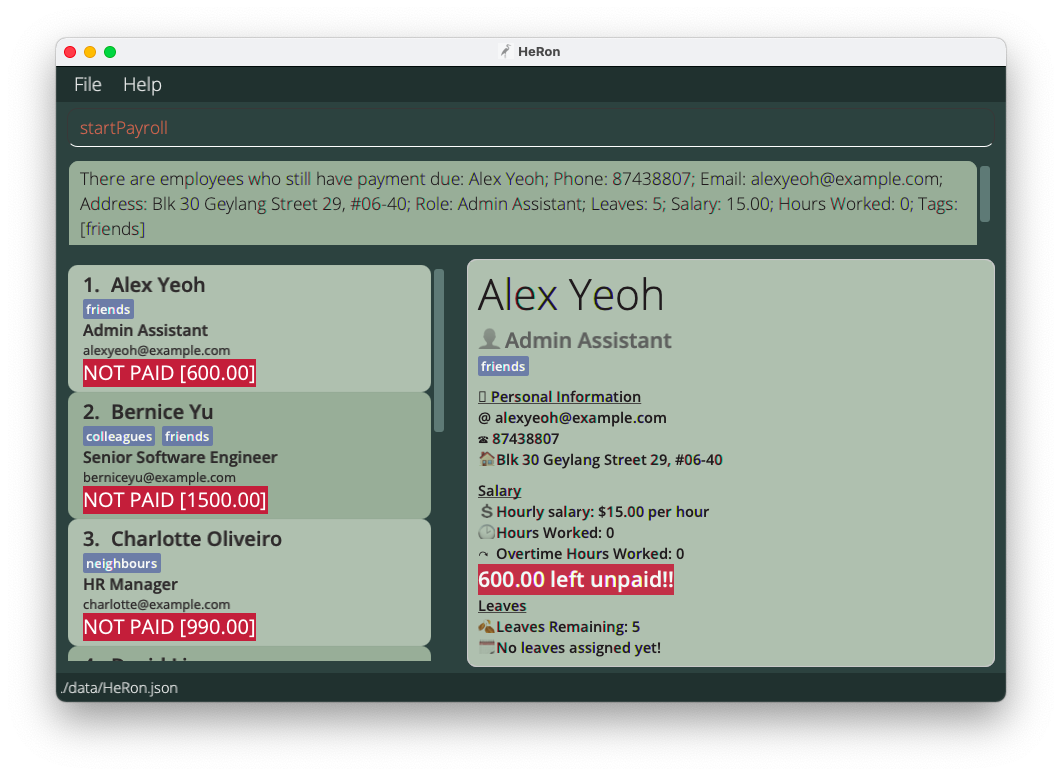 HeRon
File Help
startPayroll
There are employees who still have payment due: Alex Yeoh; Phone: 87438807; Email: alexyeoh@example.com;
Address: Blk 30 Geylang Street 29, #06-40; Role: Admin Assistant; Leaves: 5; Salary: 15.00; Hours Worked: 0; Tags:
[friends]
1. Alex Yeoh
friends
Admin Assistant
alexyeoh@example.com
NOT PAID [600.00]
2. Bernice Yu
colleagues friends
Senior Software Engineer
berniceyu@example.com
NOT PAID [1500.00]
3. Charlotte Oliveiro
neighbours
HR Manager
charlotte@example.com
NOT PAID [990.00]
Alex Yeoh
Admin Assistant
friends
Personal Information
@ alexyeoh@example.com
87438807
Blk 30 Geylang Street 29, #06-40
Salary
$ Hourly salary: $15.00 per hour
Hours Worked: 0
Overtime Hours Worked: 0
600.00 left unpaid!!
Leaves
Leaves Remaining: 5
No leaves assigned yet!
./data/HeRon.json